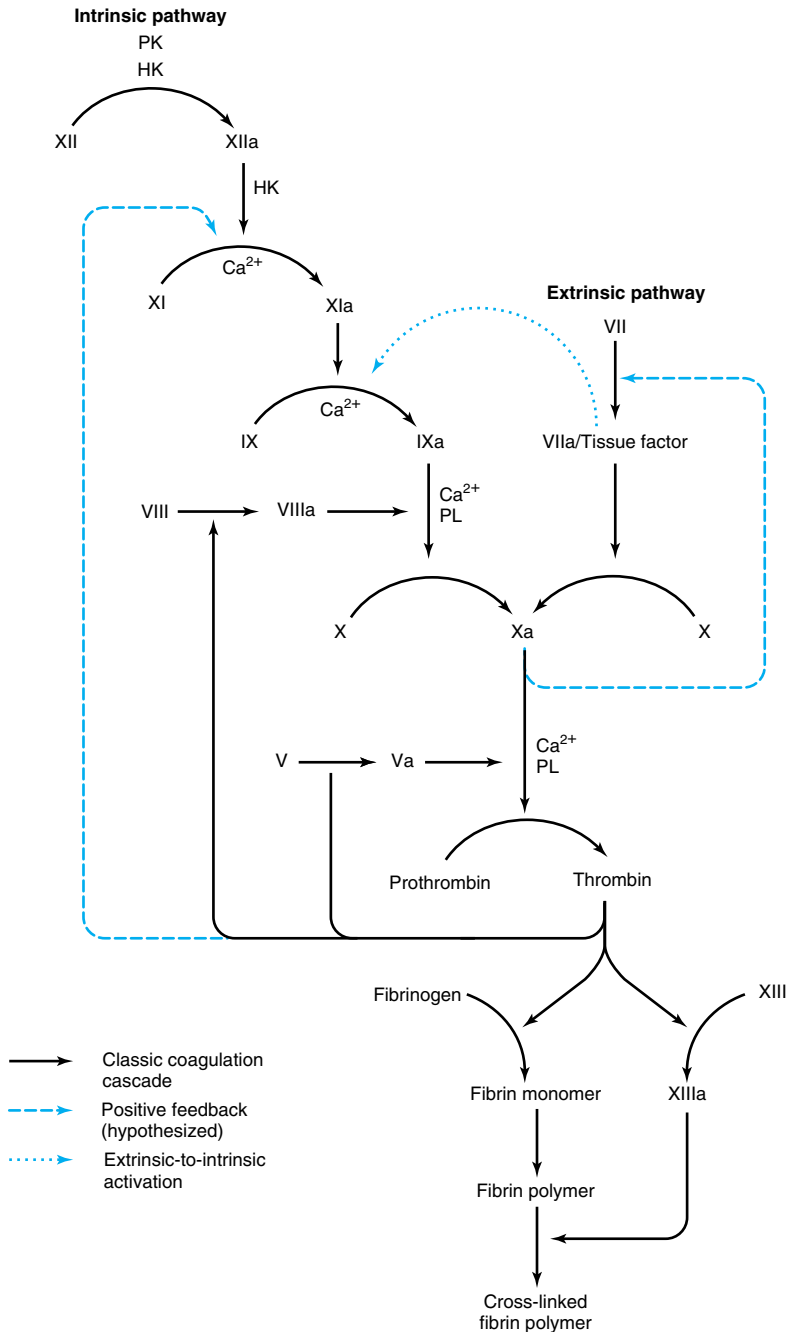 Intrinsic pathway
PK
HK
XII
XIIa
HK
Ca²⁺
XI
XIa
Extrinsic pathway
VII
Ca²⁺
IX
IXa
VIIa/Tissue factor
Ca²⁺
PL
VIII
VIIIa
X
Xa
X
Ca²⁺
PL
V
Va
Prothrombin
Thrombin
Fibrinogen
XIII
Fibrin monomer
XIIIa
Fibrin polymer
Cross-linked
fibrin polymer
Classic coagulation
cascade
Positive feedback
(hypothesized)
Extrinsic-to-intrinsic
activation